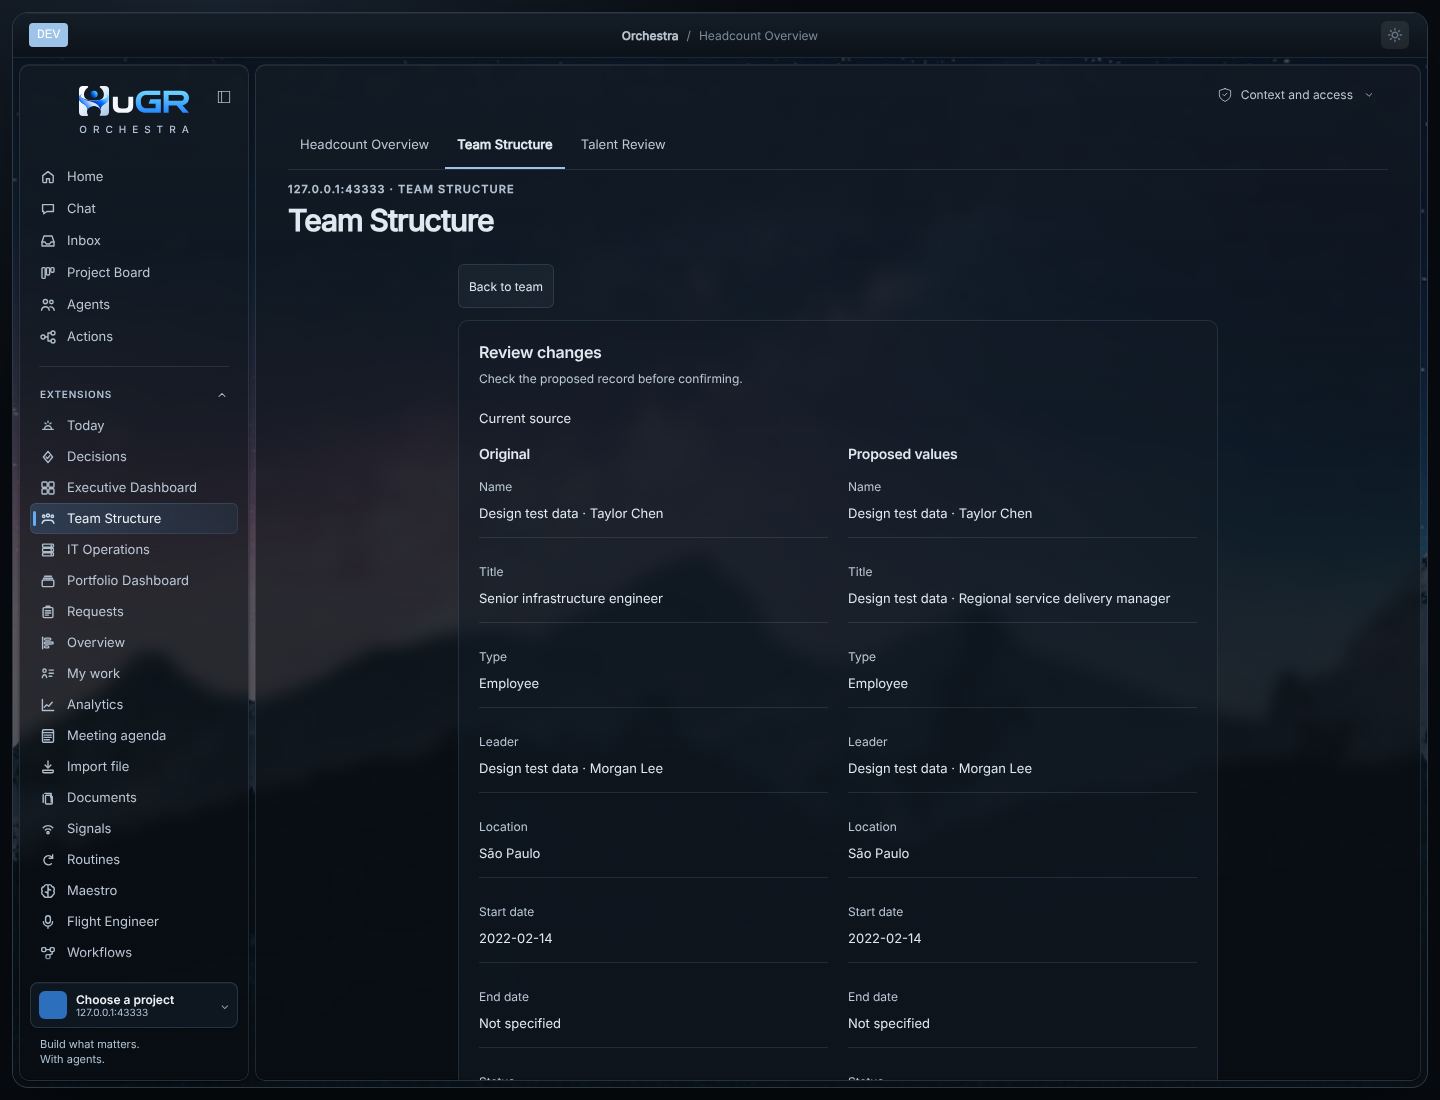 DEV
Orchestra / Headcount Overview
HuGR
ORCHESTRA
Context and access
Home
Chat
Inbox
Project Board
Agents
Actions
EXTENSIONS
Today
Decisions
Executive Dashboard
Team Structure
IT Operations
Portfolio Dashboard
Requests
Overview
My work
Analytics
Meeting agenda
Import file
Documents
Signals
Routines
Maestro
Flight Engineer
Workflows
Choose a project
127.0.0.1:43333
Build what matters.
With agents.
Headcount Overview Team Structure Talent Review
127.0.0.1:43333 · TEAM STRUCTURE
Team Structure
Back to team
Review changes
Check the proposed record before confirming.
Current source
Original
Name
Design test data · Taylor Chen
Title
Senior infrastructure engineer
Type
Employee
Leader
Design test data · Morgan Lee
Location
São Paulo
Start date
2022-02-14
End date
Not specified
Proposed values
Name
Design test data · Taylor Chen
Title
Design test data · Regional service delivery manager
Type
Employee
Leader
Design test data · Morgan Lee
Location
São Paulo
Start date
2022-02-14
End date
Not specified